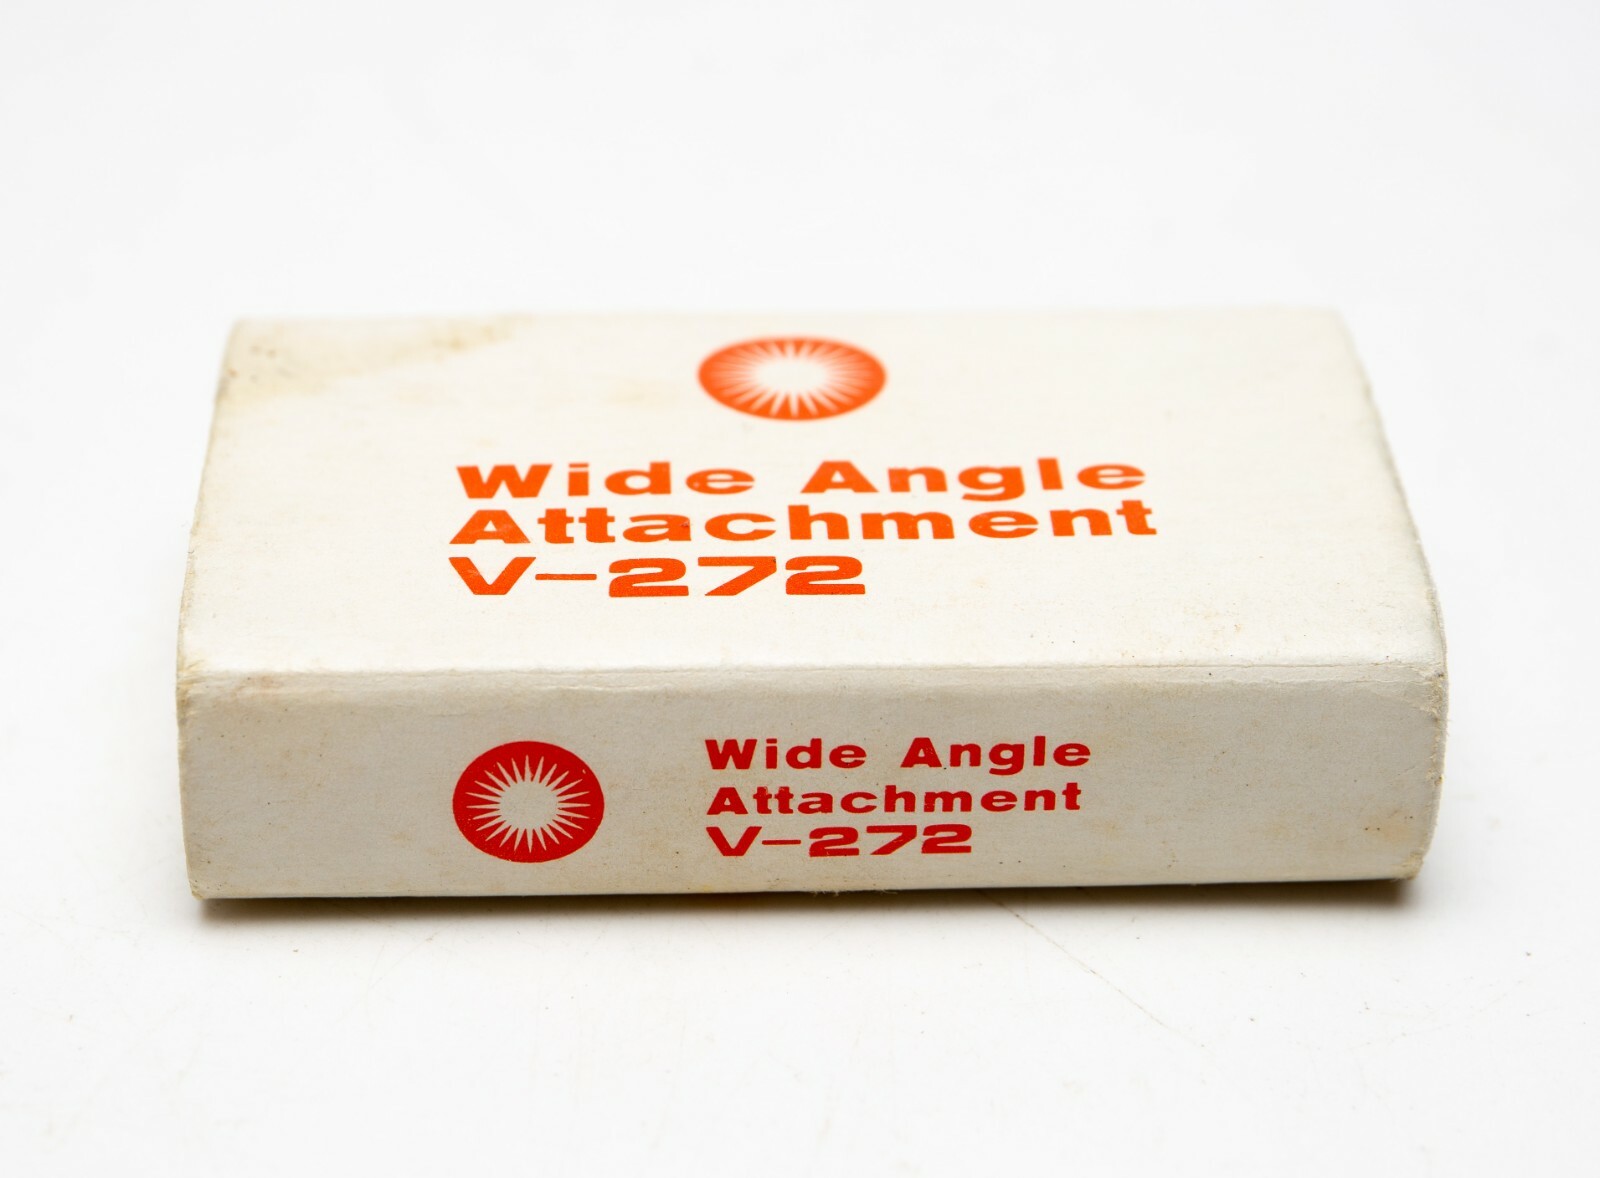 Wide Angle
Attachment
V-272
Wide Angle
Attachment
V-272